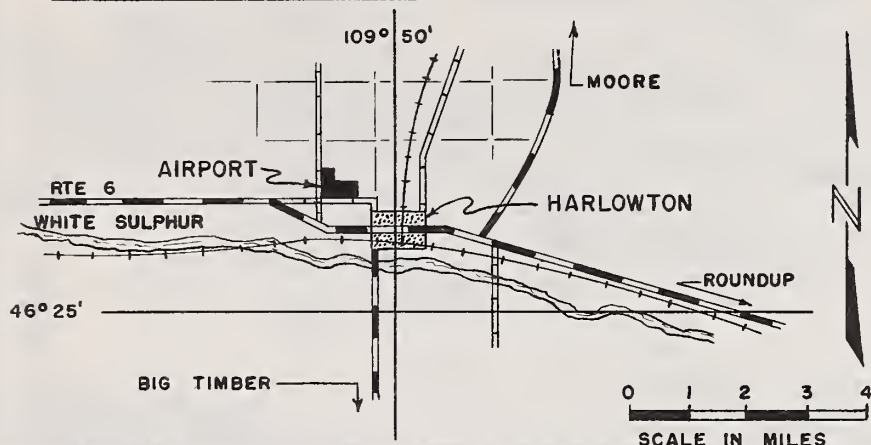 109° 50'
MOORE
AIRPORT
RTE 6
HARLOWTON
WHITE SULPHUR
N
ROUNDUP
46° 25'
BIG TIMBER
0 1 2 3 4
SCALE IN MILES